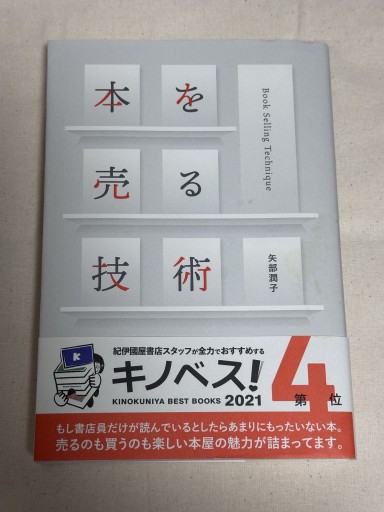 本を
売る
技術
Book Selling Technique
矢部潤子
紀伊國屋書店スタッフが全力でおすすめする
K
キノベス!
KINOKUNIYA BEST BOOKS 2021
第4位
もし書店員だけが読んでいるとしたらあまりにもったいない本。
売るのも買うのも楽しい本屋の魅力が詰まってます。